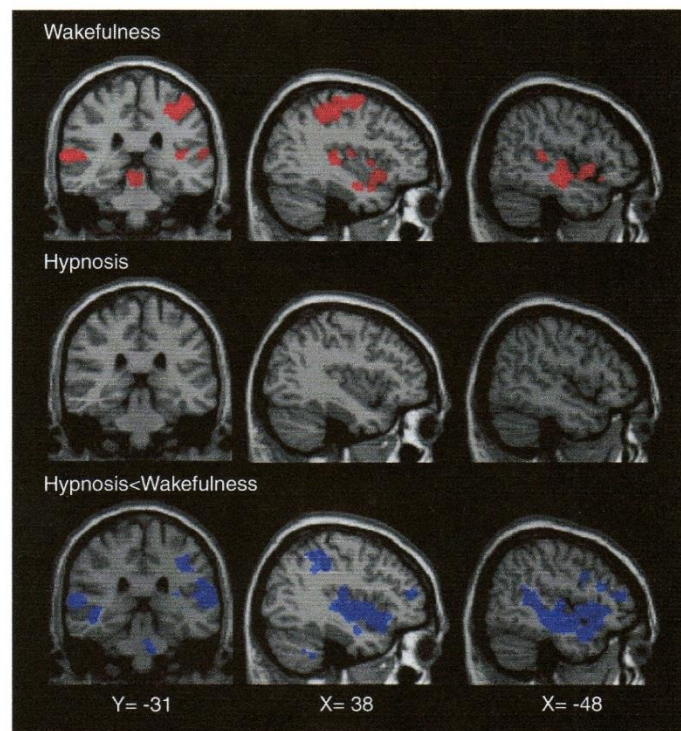 Wakefulness
Hypnosis
Hypnosis<Wakefulness
Y= -31 X= 38 X= -48